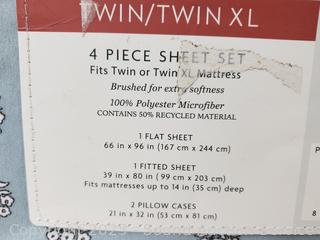 TWIN/TWIN XL
4 PIECE SHEET SET
Fits Twin or Twin XL Mattress
Brushed for extra softness
100% Polyester Microfiber
CONTAINS 50% RECYCLED MATERIAL
1 FLAT SHEET
66 in x 96 in (167 cm x 244 cm)
1 FITTED SHEET
39 in x 80 in (99 cm x 203 cm)
Fits mattresses up to 14 in (35 cm) deep
2 PILLOW CASES
21 in x 32 in (53 cm x 81 cm)
P
8